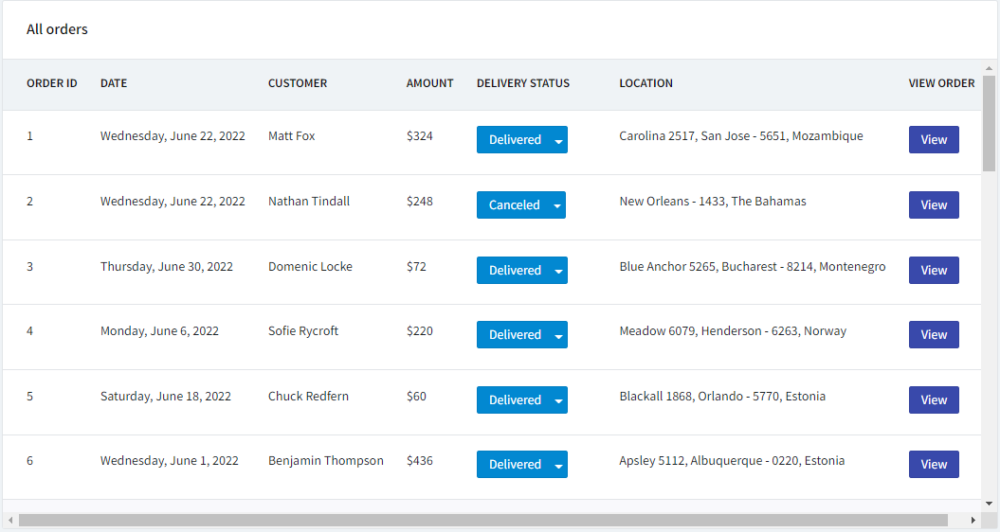 All orders
ORDER ID DATE CUSTOMER AMOUNT DELIVERY STATUS LOCATION VIEW ORDER
1 Wednesday, June 22, 2022 Matt Fox $324 Delivered Carolina 2517, San Jose - 5651, Mozambique View
2 Wednesday, June 22, 2022 Nathan Tindall $248 Canceled New Orleans - 1433, The Bahamas View
3 Thursday, June 30, 2022 Domenic Locke $72 Delivered Blue Anchor 5265, Bucharest - 8214, Montenegro View
4 Monday, June 6, 2022 Sofie Rycroft $220 Delivered Meadow 6079, Henderson - 6263, Norway View
5 Saturday, June 18, 2022 Chuck Redfern $60 Delivered Blackall 1868, Orlando - 5770, Estonia View
6 Wednesday, June 1, 2022 Benjamin Thompson $436 Delivered Apsley 5112, Albuquerque - 0220, Estonia View